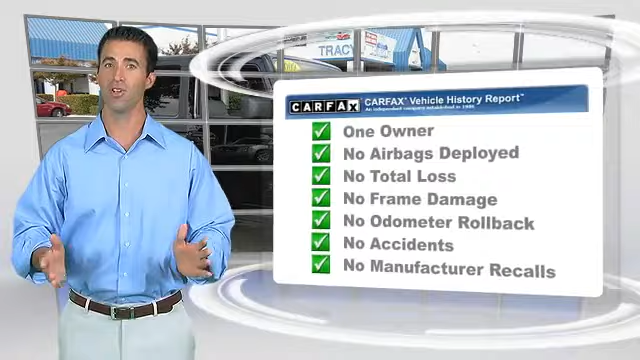 TRACY
CARFAX
CARFAX Vehicle History Report™
An independent company established in 1986
One Owner
No Airbags Deployed
No Total Loss
No Frame Damage
No Odometer Rollback
No Accidents
No Manufacturer Recalls